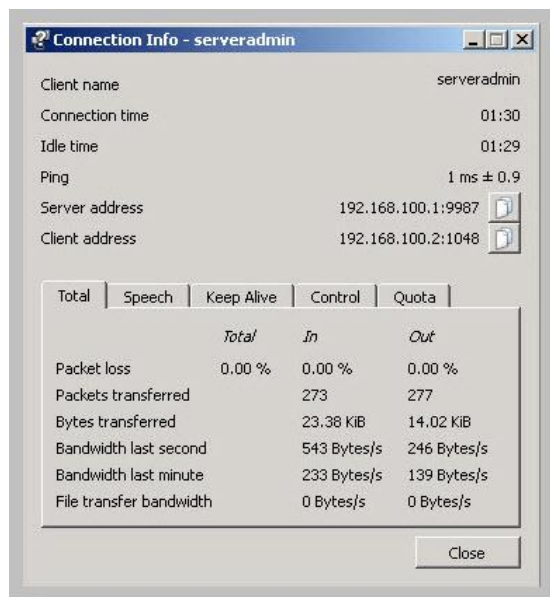 Connection Info - serveradmin
Client name serveradmin
Connection time 01:30
Idle time 01:29
Ping 1 ms ± 0.9
Server address 192.168.100.1:9987
Client address 192.168.100.2:1048
Total Speech Keep Alive Control Quota
Total In Out
Packet loss 0.00 % 0.00 % 0.00 %
Packets transferred 273 277
Bytes transferred 23.38 KiB 14.02 KiB
Bandwidth last second 543 Bytes/s 246 Bytes/s
Bandwidth last minute 233 Bytes/s 139 Bytes/s
File transfer bandwidth 0 Bytes/s 0 Bytes/s
Close